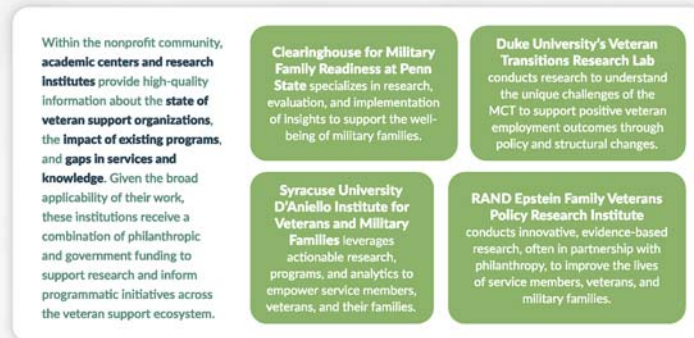 Within the nonprofit community,
academic centers and research
institutes provide high-quality
information about the state of
veteran support organizations,
the impact of existing programs,
and gaps in services and
knowledge. Given the broad
applicability of their work,
these institutions receive a
combination of philanthropic
and government funding to
support research and inform
programmatic initiatives across
the veteran support ecosystem.
Clearinghouse for Military
Family Readiness at Penn
State specializes in research,
evaluation, and implementation
of insights to support the well-
being of military families.
Duke University's Veteran
Transitions Research Lab
conducts research to understand
the unique challenges of the
MCT to support positive veteran
employment outcomes through
policy and structural changes.
Syracuse University
D'Aniello Institute for
Veterans and Military
Families leverages
actionable research,
programs, and analytics to
empower service members,
veterans, and their families.
RAND Epstein Family Veterans
Policy Research Institute
conducts innovative, evidence-based
research, often in partnership with
philanthropy, to improve the lives
of service members, veterans, and
military families.